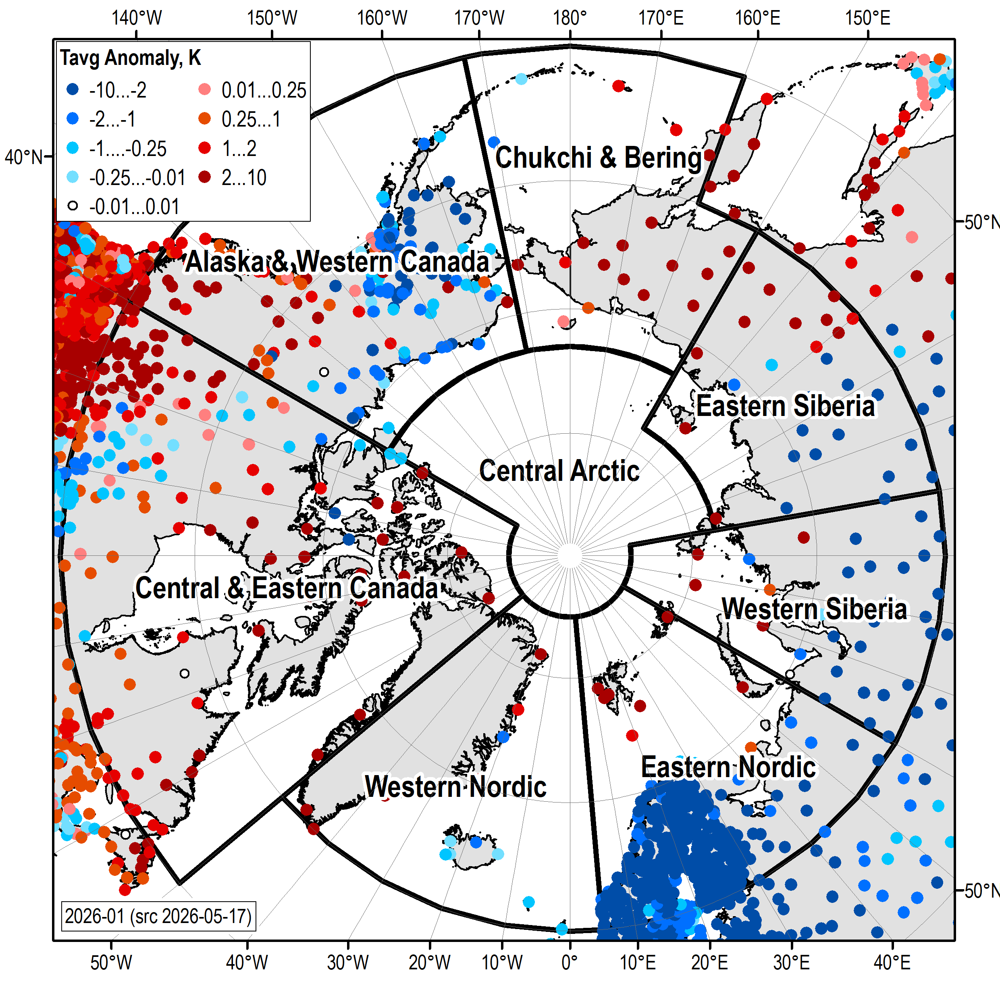 140°W 150°W 160°W 170°W 180° 170°E 160°E 150°E
Tavg Anomaly, K
-10...-2 0.01...0.25
-2...-1 0.25...1
-1....-0.25 1...2
-0.25...-0.01 2...10
-0.01...0.01
40°N
50°N
Chukchi & Bering
Alaska & Western Canada
Eastern Siberia
Central Arctic
Central & Eastern Canada
Western Siberia
Eastern Nordic
Western Nordic
50°N
2026-01 (src 2026-05-17)
50°W 40°W 30°W 20°W 10°W 0° 10°E 20°E 30°E 40°E